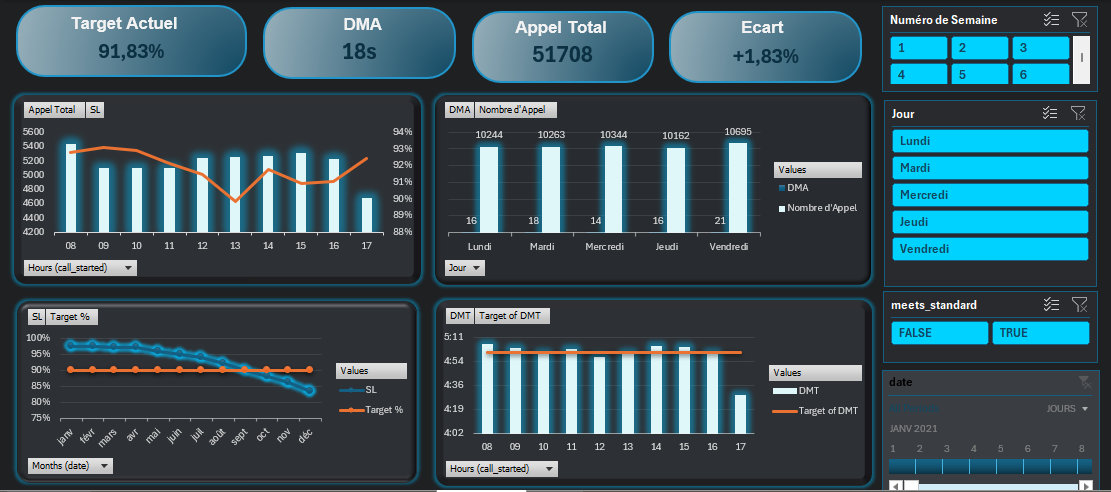 Target Actuel
91,83%
DMA
18s
Appel Total
51708
Ecart
+1,83%
Numéro de Semaine
1 2 3
4 5 6
Appel Total SL
5600
5400
5200
5000
4800
4600
4400
4200
94%
93%
92%
91%
90%
89%
88%
08 09 10 11 12 13 14 15 16 17
Hours (call_started)
DMA Nombre d'Appel
10244 10263 10344 10162 10695
16 18 14 16 21
Lundi Mardi Mercredi Jeudi Vendredi
Values
DMA
Nombre d'Appel
Jour
Jour
Lundi
Mardi
Mercredi
Jeudi
Vendredi
SL Target %
100%
95%
90%
85%
80%
75%
janv févr mars avr mai juin juil août sept oct nov déc
Values
SL
Target %
Months (date)
DMT Target of DMT
5:11
4:54
4:36
4:19
4:02
08 09 10 11 12 13 14 15 16 17
Values
DMT
Target of DMT
Hours (call_started)
meets_standard
FALSE TRUE
date
JOURS
JANV 2021
1 2 3 4 5 6 7 8